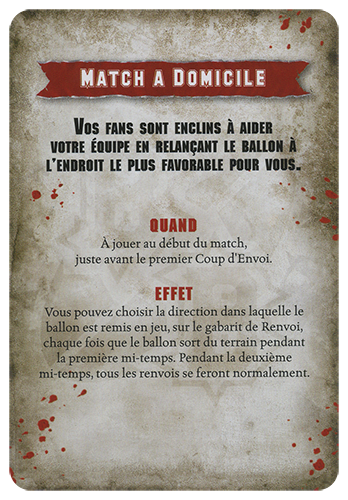 MATCH A DOMICILE
VOS FANS SONT ENCLINS À AIDER
VOTRE ÉQUIPE EN RELANÇANT LE BALLON À
L'ENDROIT LE PLUS FAVORABLE POUR VOUS.
QUAND
À jouer au début du match,
juste avant le premier Coup d'Envoi.
EFFET
Vous pouvez choisir la direction dans laquelle le
ballon est remis en jeu, sur le gabarit de Renvoi,
chaque fois que le ballon sort du terrain pendant
la première mi-temps. Pendant la deuxième
mi-temps, tous les renvois se feront normalement.